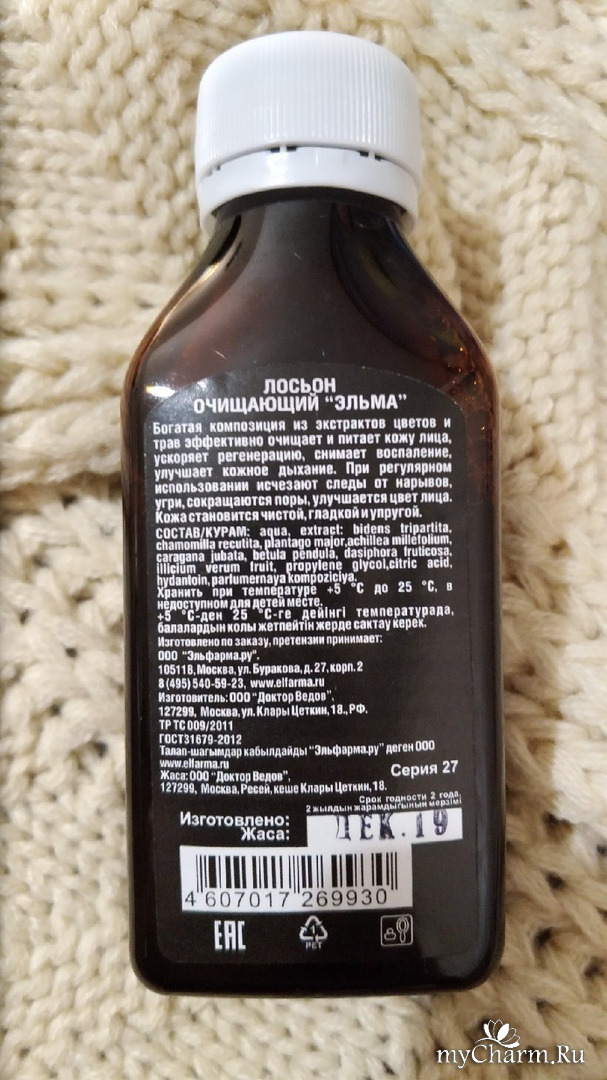 ЛОСЬОН
ОЧИЩАЮЩИЙ "ЭЛЬМА"
Богатая композиция из экстрактов цветов и
трав эффективно очищает и питает кожу лица,
ускоряет регенерацию, снимает воспаление,
улучшает кожное дыхание. При регулярном
использовании исчезают следы от нарывов,
угри, сокращаются поры, улучшается цвет лица.
Кожа становится чистой, гладкой и упругой.
СОСТАВ/КУРАМ: aqua, extract: bidens tripartita,
chamomilla recutita, plantago major,achillea millefolium,
caragana jubata, betula pendula, dasiphora fruticosa,
illicium verum fruit, propylene glycol,citric acid,
hydantoin,parfumernaya kompoziciya.
Хранить при температуре +5 °C до 25 °C, в
недоступном для детей месте.
+5 °C-ден 25 °C-ге дейінгі температурада,
балалардын колы жетпейтін жерде сактау керек.
Изготовлено по заказу, претензии принимает:
ООО "Эльфарма.ру".
105118, Москва, ул. Буракова, д. 27, корп. 2
8 (495) 540-59-23, www.elfarma.ru
Изготовитель: ООО "Доктор Ведов",
127299, Москва, ул. Клары Цеткин, 18., РФ.
ТР ТС 009/2011
ГОСТ31679-2012
Талап-шагымдар кабылдайды "Эльфарма.ру" деген ООО
www.elfarma.ru
Жаса: ООО "Доктор Ведов",
127299, Москва, Ресей, кеше Клары Цеткин, 18.
Серия 27
Срок годности 2 года,
2 жылдын жарамдыгынын мерзімі
Изготовлено:
Жаса:
ДЕК.19
4 607017 269930
EAC
1
PET
myCharm.Ru